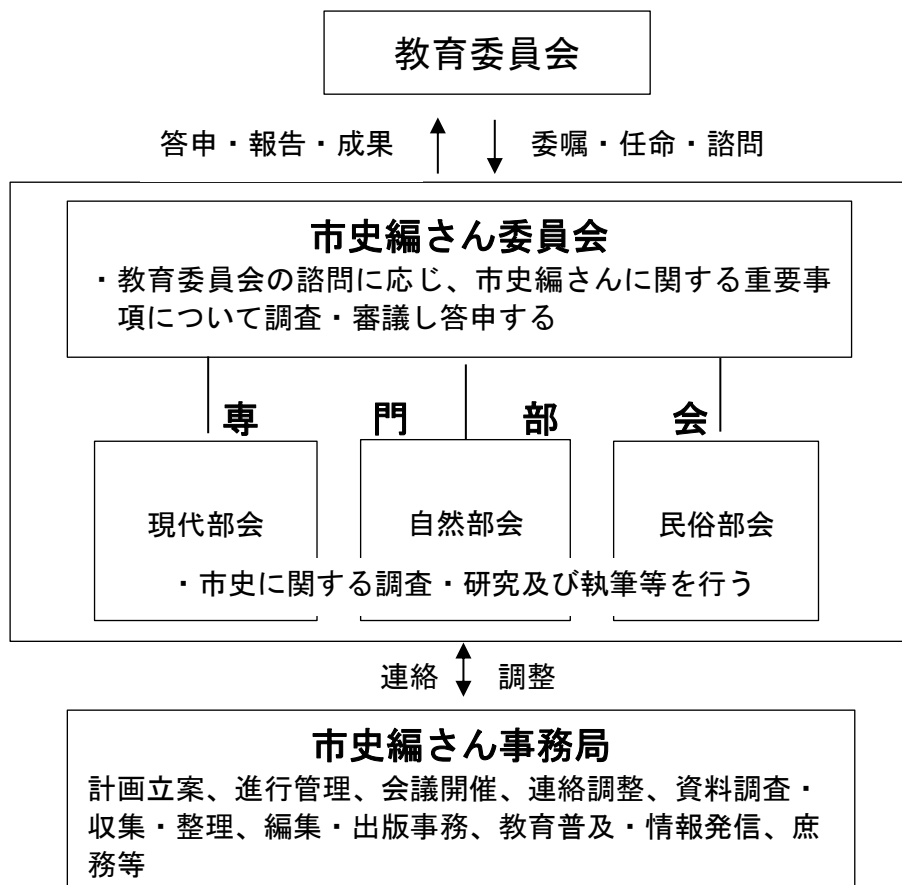 教育委員会
答申・報告・成果
委嘱・任命・諮問
市史編さん委員会
・教育委員会の諮問に応じ、市史編さんに関する重要事
項について調査・審議し答申する
専門部会
現代部会
自然部会
民俗部会
・市史に関する調査・研究及び執筆等を行う
連絡 調整
市史編さん事務局
計画立案、進行管理、会議開催、連絡調整、資料調査・
収集・整理、編集・出版事務、教育普及・情報発信、庶
務等